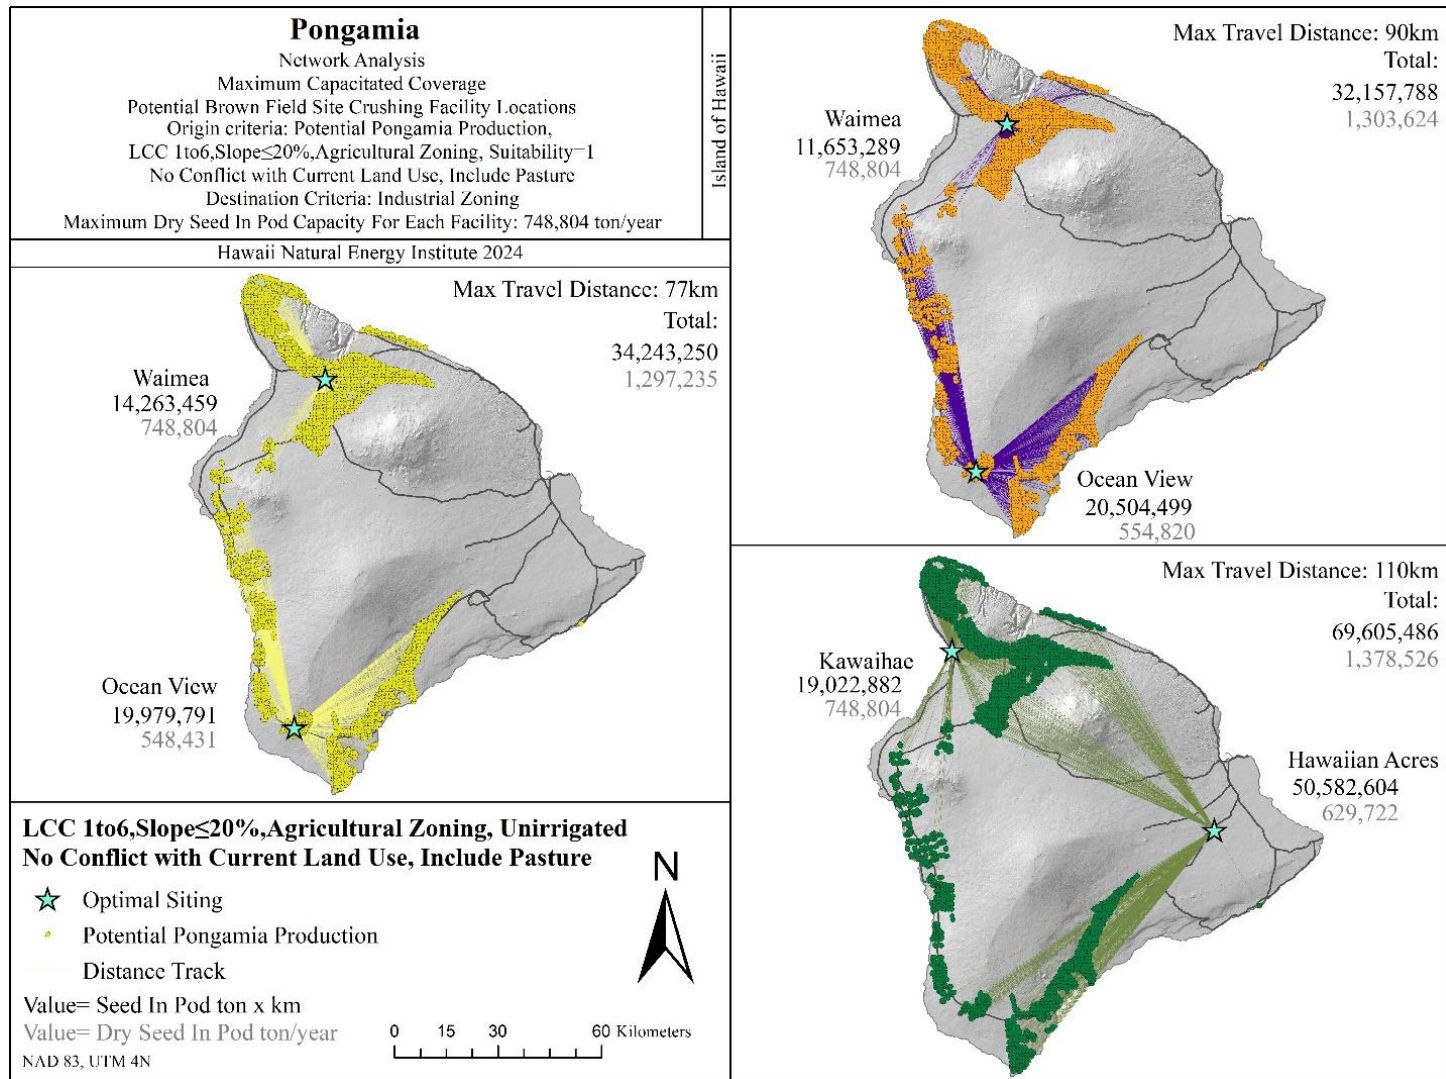 Pongamia
Network Analysis
Maximum Capacitated Coverage
Potential Brown Field Site Crushing Facility Locations
Origin criteria: Potential Pongamia Production,
LCC 1to6,Slope≤20%,Agricultural Zoning, Suitability=1
No Conflict with Current Land Use, Include Pasture
Destination Criteria: Industrial Zoning
Maximum Dry Seed In Pod Capacity For Each Facility: 748,804 ton/year
Island of Hawaii
Hawaii Natural Energy Institute 2024
Max Travel Distance: 77km
Total:
34,243,250
1,297,235
Waimea
14,263,459
748,804
Ocean View
19,979,791
548,431
Max Travel Distance: 90km
Total:
32,157,788
1,303,624
Waimea
11,653,289
748,804
Ocean View
20,504,499
554,820
Max Travel Distance: 110km
Total:
69,605,486
1,378,526
Kawaihae
19,022,882
748,804
Hawaiian Acres
50,582,604
629,722
LCC 1to6,Slope≤20%,Agricultural Zoning, Unirrigated
No Conflict with Current Land Use, Include Pasture
Optimal Siting
Potential Pongamia Production
Distance Track
Value= Seed In Pod ton x km
Value= Dry Seed In Pod ton/year
NAD 83, UTM 4N
N
0 15 30 60 Kilometers